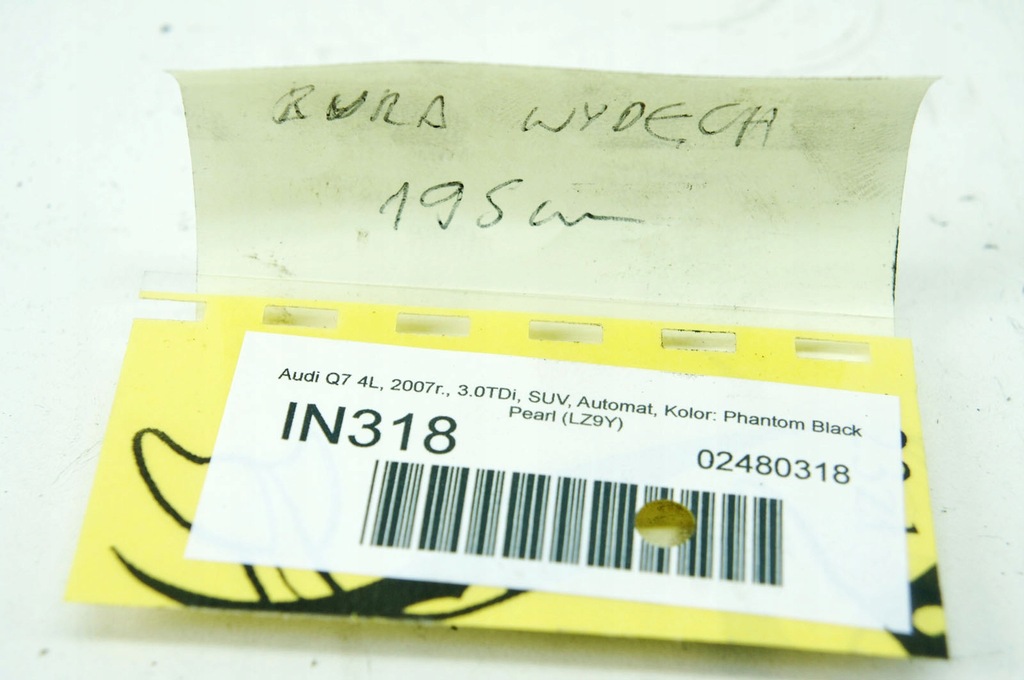 RURA WYDECH
195cm
Audi Q7 4L, 2007r., 3.0TDi, SUV, Automat, Kolor: Phantom Black
Pearl (LZ9Y)
IN318
02480318